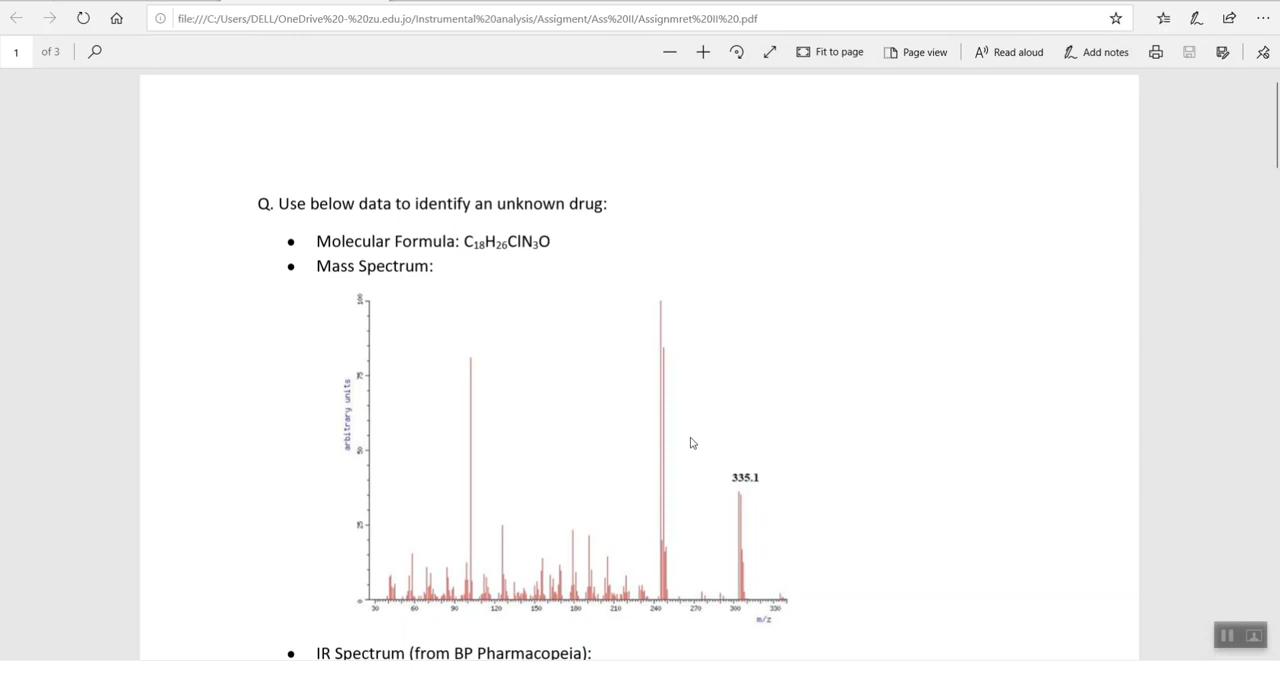 file:///C:/Users/DELL/OneDrive%20-%20zu.edu.jo/Instrumental%20analysis/Assigment/Ass%20II/Assignmret%20II%20.pdf
1 of 3 Fit to page Page view Read aloud Add notes
Q. Use below data to identify an unknown drug:
• Molecular Formula: C₁₈H₂₆ClN₃O
• Mass Spectrum:
100
75
50
25
0
arbitrary units
335.1
30 60 90 120 150 180 210 240 270 300 330
m/z
• IR Spectrum (from BP Pharmacopeia):